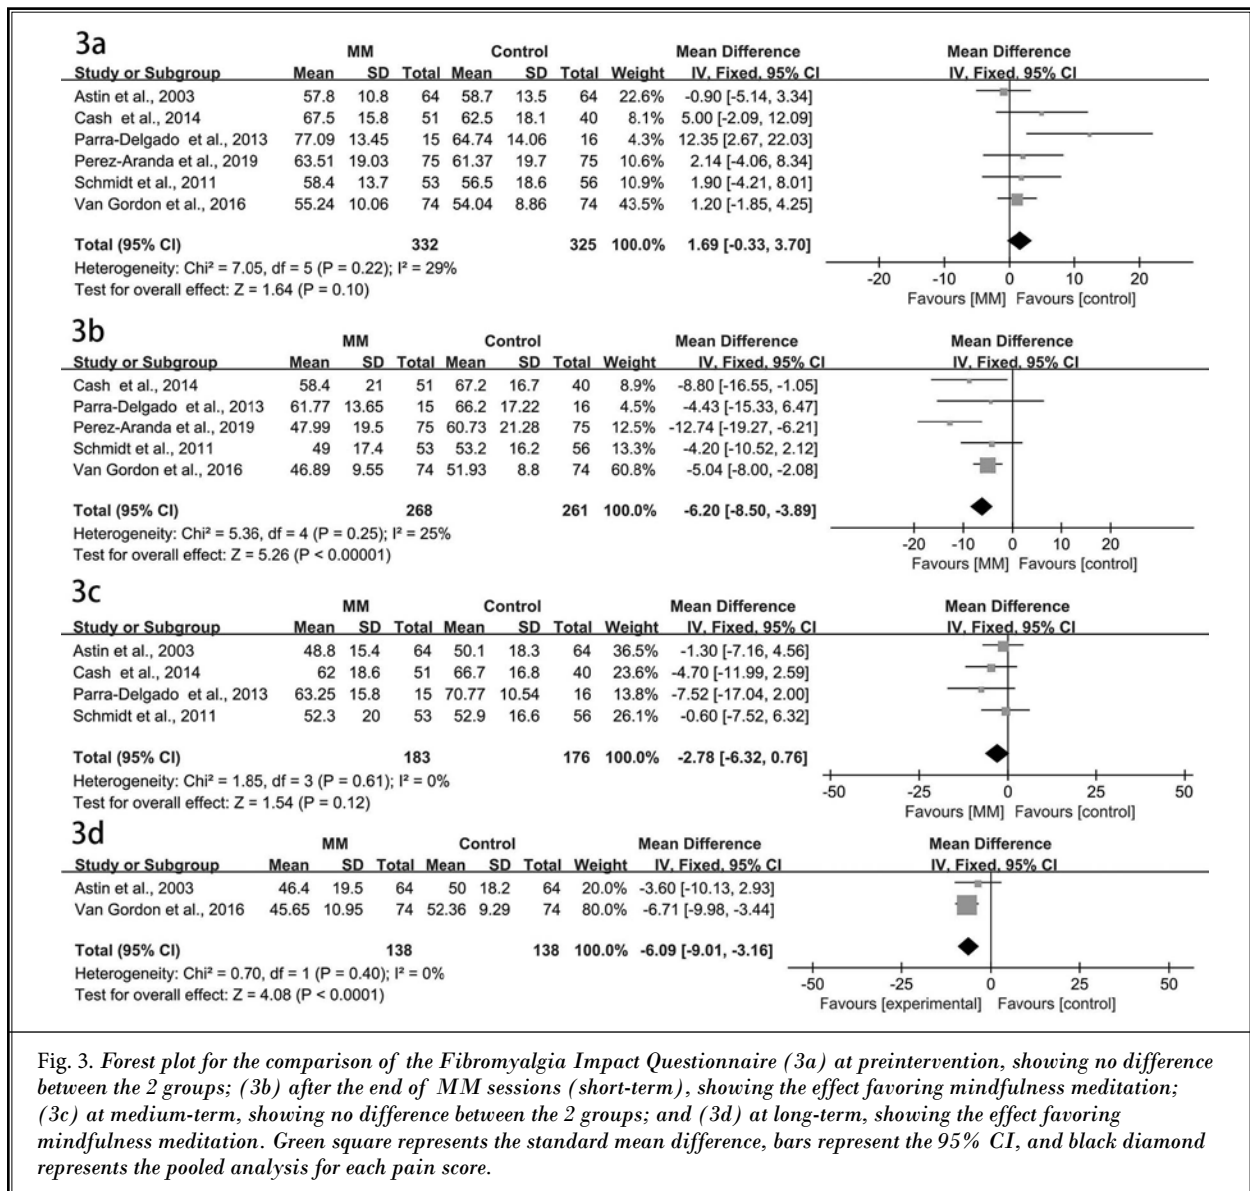 3a
MM Control Mean Difference Mean Difference
Study or Subgroup Mean SD Total Mean SD Total Weight IV, Fixed, 95% CI IV, Fixed, 95% CI
Astin et al., 2003 57.8 10.8 64 58.7 13.5 64 22.6% -0.90 [-5.14, 3.34]
Cash et al., 2014 67.5 15.8 51 62.5 18.1 40 8.1% 5.00 [-2.09, 12.09]
Parra-Delgado et al., 2013 77.09 13.45 15 64.74 14.06 16 4.3% 12.35 [2.67, 22.03]
Perez-Aranda et al., 2019 63.51 19.03 75 61.37 19.7 75 10.6% 2.14 [-4.06, 8.34]
Schmidt et al., 2011 58.4 13.7 53 56.5 18.6 56 10.9% 1.90 [-4.21, 8.01]
Van Gordon et al., 2016 55.24 10.06 74 54.04 8.86 74 43.5% 1.20 [-1.85, 4.25]
Total (95% CI) 332 325 100.0% 1.69 [-0.33, 3.70]
Heterogeneity: Chi² = 7.05, df = 5 (P = 0.22); I² = 29%
Test for overall effect: Z = 1.64 (P = 0.10)
-20 -10 0 10 20
Favours [MM] Favours [control]
3b
MM Control Mean Difference Mean Difference
Study or Subgroup Mean SD Total Mean SD Total Weight IV, Fixed, 95% CI IV, Fixed, 95% CI
Cash et al., 2014 58.4 21 51 67.2 16.7 40 8.9% -8.80 [-16.55, -1.05]
Parra-Delgado et al., 2013 61.77 13.65 15 66.2 17.22 16 4.5% -4.43 [-15.33, 6.47]
Perez-Aranda et al., 2019 47.99 19.5 75 60.73 21.28 75 12.5% -12.74 [-19.27, -6.21]
Schmidt et al., 2011 49 17.4 53 53.2 16.2 56 13.3% -4.20 [-10.52, 2.12]
Van Gordon et al., 2016 46.89 9.55 74 51.93 8.8 74 60.8% -5.04 [-8.00, -2.08]
Total (95% CI) 268 261 100.0% -6.20 [-8.50, -3.89]
Heterogeneity: Chi² = 5.36, df = 4 (P = 0.25); I² = 25%
Test for overall effect: Z = 5.26 (P < 0.00001)
-20 -10 0 10 20
Favours [MM] Favours [control]
3c
MM Control Mean Difference Mean Difference
Study or Subgroup Mean SD Total Mean SD Total Weight IV, Fixed, 95% CI IV, Fixed, 95% CI
Astin et al., 2003 48.8 15.4 64 50.1 18.3 64 36.5% -1.30 [-7.16, 4.56]
Cash et al., 2014 62 18.6 51 66.7 16.8 40 23.6% -4.70 [-11.99, 2.59]
Parra-Delgado et al., 2013 63.25 15.8 15 70.77 10.54 16 13.8% -7.52 [-17.04, 2.00]
Schmidt et al., 2011 52.3 20 53 52.9 16.6 56 26.1% -0.60 [-7.52, 6.32]
Total (95% CI) 183 176 100.0% -2.78 [-6.32, 0.76]
Heterogeneity: Chi² = 1.85, df = 3 (P = 0.61); I² = 0%
Test for overall effect: Z = 1.54 (P = 0.12)
-50 -25 0 25 50
Favours [MM] Favours [control]
3d
MM Control Mean Difference Mean Difference
Study or Subgroup Mean SD Total Mean SD Total Weight IV, Fixed, 95% CI IV, Fixed, 95% CI
Astin et al., 2003 46.4 19.5 64 50 18.2 64 20.0% -3.60 [-10.13, 2.93]
Van Gordon et al., 2016 45.65 10.95 74 52.36 9.29 74 80.0% -6.71 [-9.98, -3.44]
Total (95% CI) 138 138 100.0% -6.09 [-9.01, -3.16]
Heterogeneity: Chi² = 0.70, df = 1 (P = 0.40); I² = 0%
Test for overall effect: Z = 4.08 (P < 0.0001)
-50 -25 0 25 50
Favours [experimental] Favours [control]
Fig. 3. Forest plot for the comparison of the Fibromyalgia Impact Questionnaire (3a) at preintervention, showing no difference
between the 2 groups; (3b) after the end of MM sessions (short-term), showing the effect favoring mindfulness meditation;
(3c) at medium-term, showing no difference between the 2 groups; and (3d) at long-term, showing the effect favoring
mindfulness meditation. Green square represents the standard mean difference, bars represent the 95% CI, and black diamond
represents the pooled analysis for each pain score.